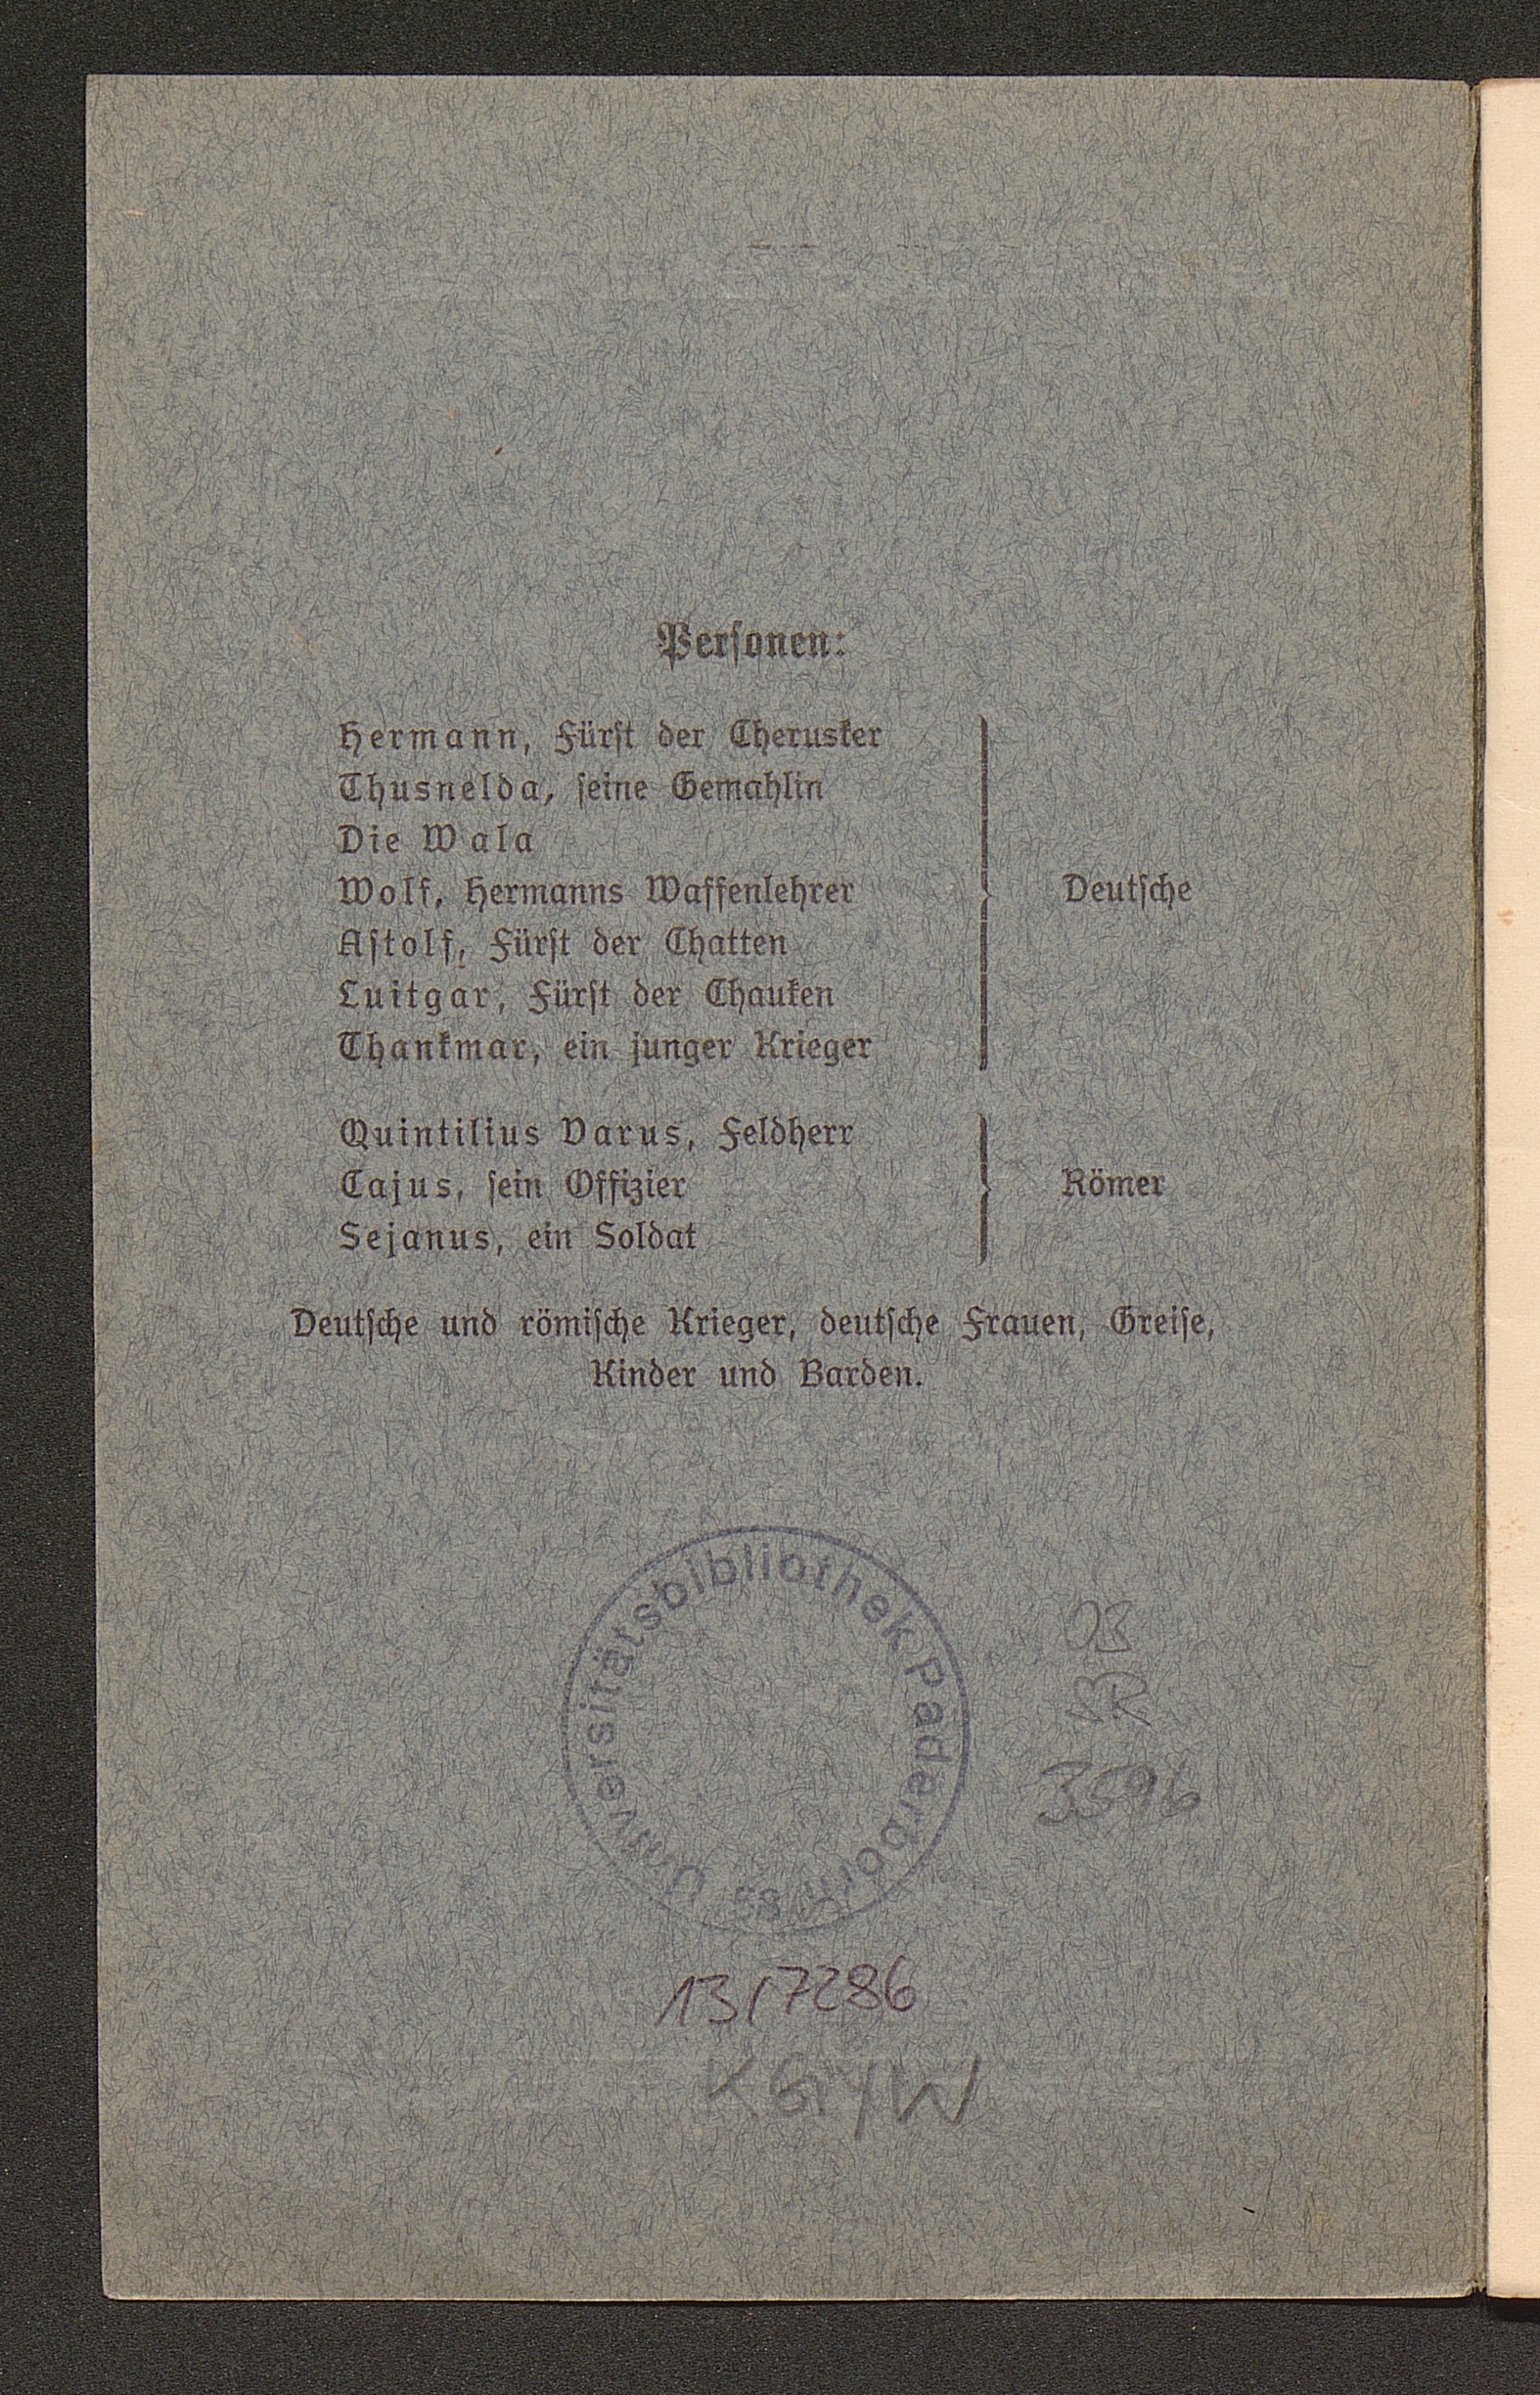 Personen:
Hermann, Fürst der Cherusker
Thusnelda, seine Gemahlin
Die Wala
Wolf, Hermanns Waffenlehrer
Deutsche
Astolf, Fürst der Chatten
Luitgar, Fürst der Chauken
Thankmar, ein junger Krieger
Quintilius Varus, Feldherr
Cajus, sein Offizier
Römer
Sejanus, ein Soldat
Deutsche und römische Krieger, deutsche Frauen, Greise,
Kinder und Barden.
Universitätsbibliothek Paderborn
03
3596
13/7286